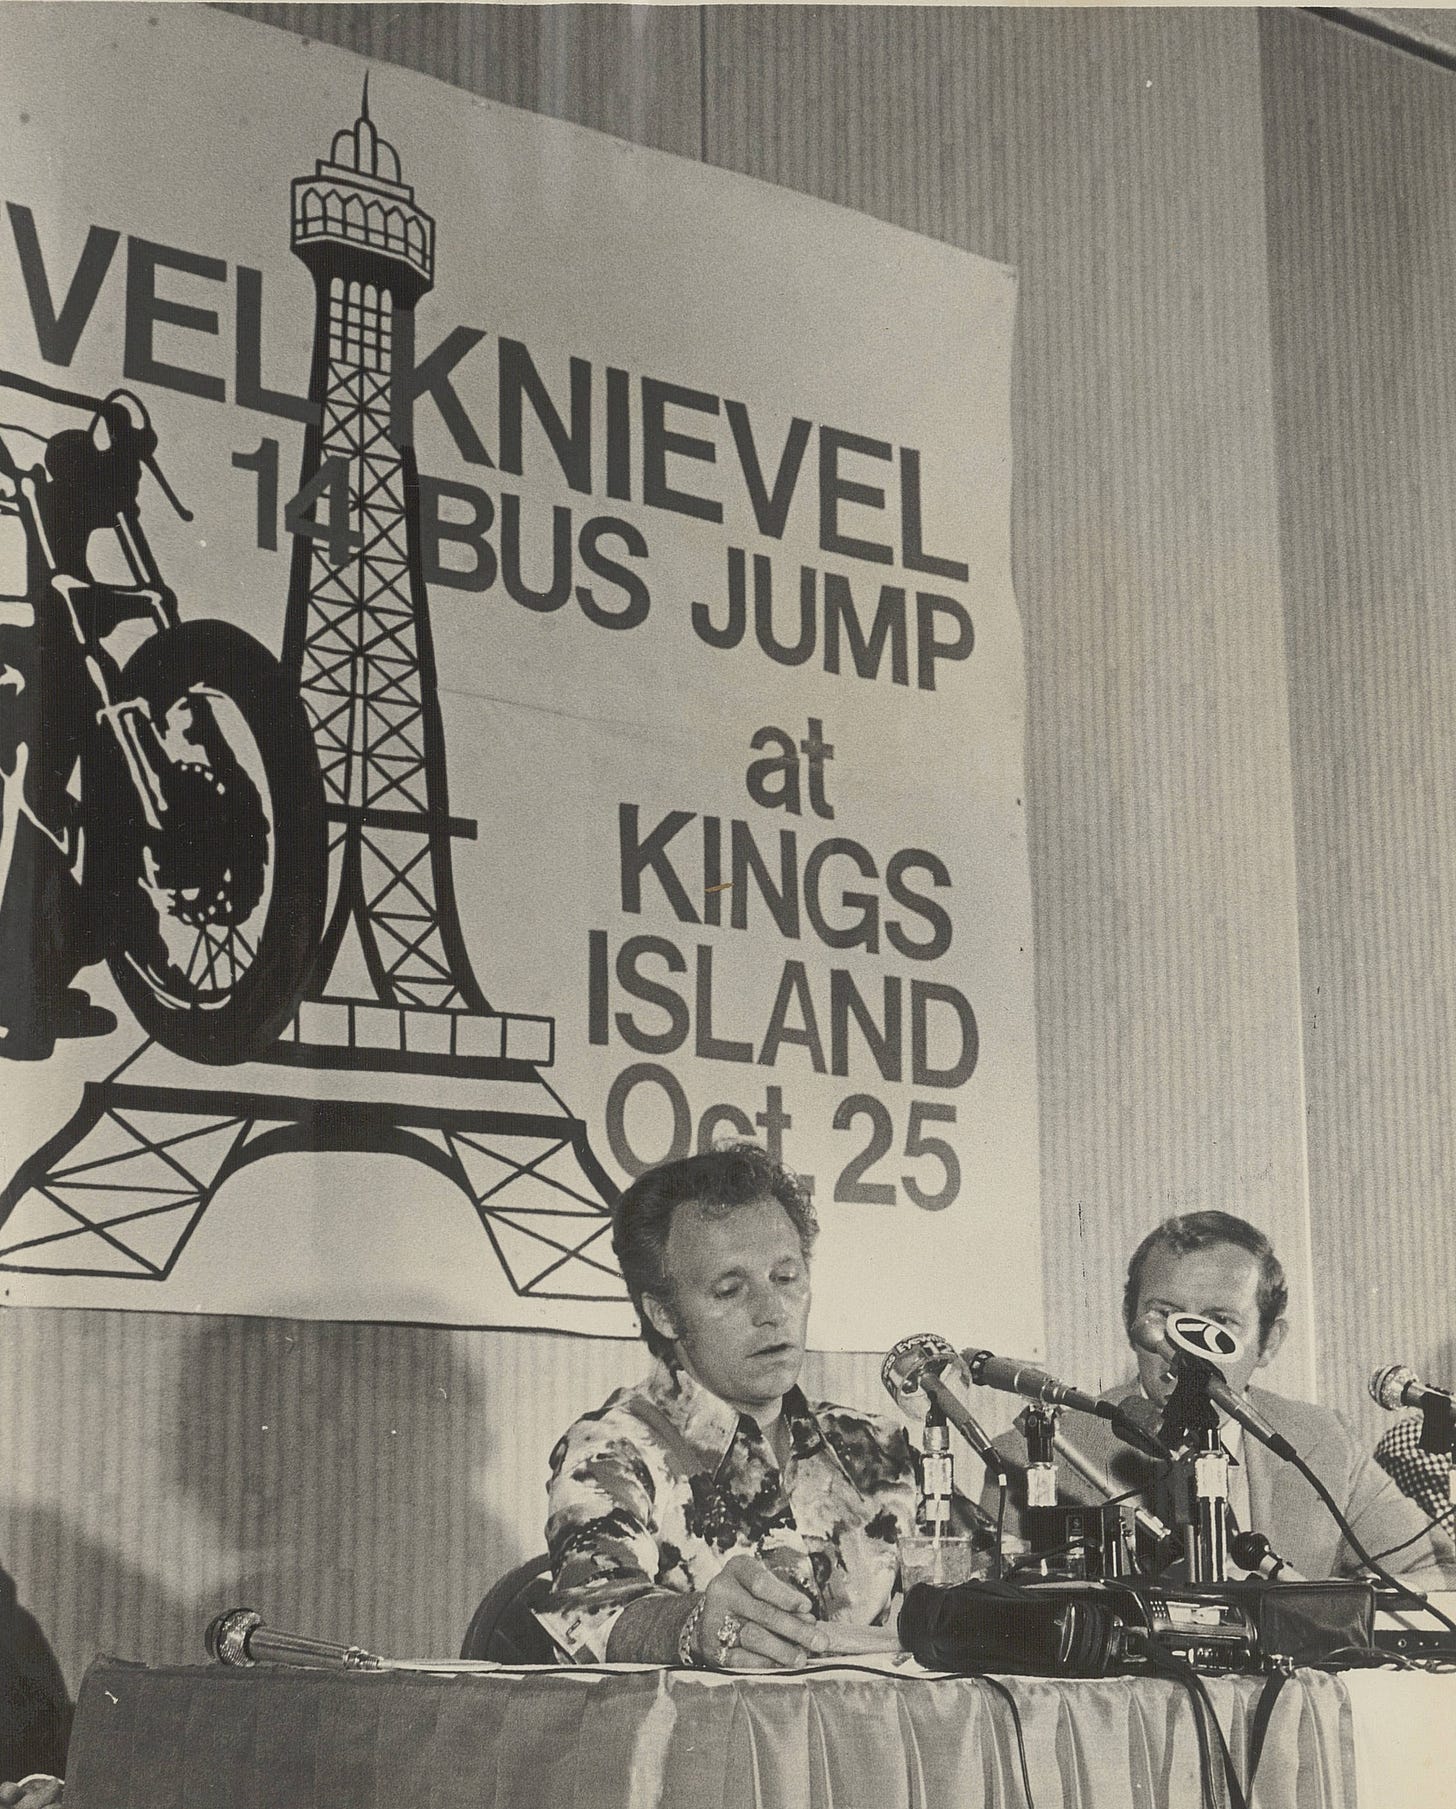 VEL KNIEVEL
14 BUS JUMP
at
KINGS
ISLAND
Oct. 25